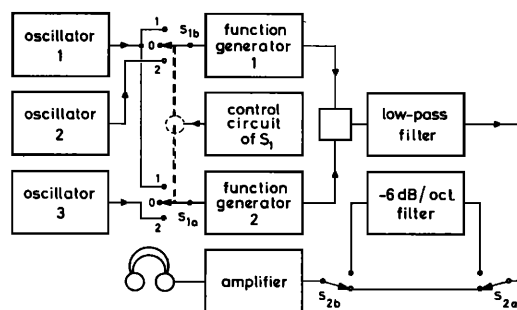 oscillator
1
oscillator
2
oscillator
3
1
0
2
S1b
function
generator
1
control
circuit
of S1
1
0
2
S1a
function
generator
2
low-pass
filter
-6 dB/oct.
filter
amplifier
S2b
S2a